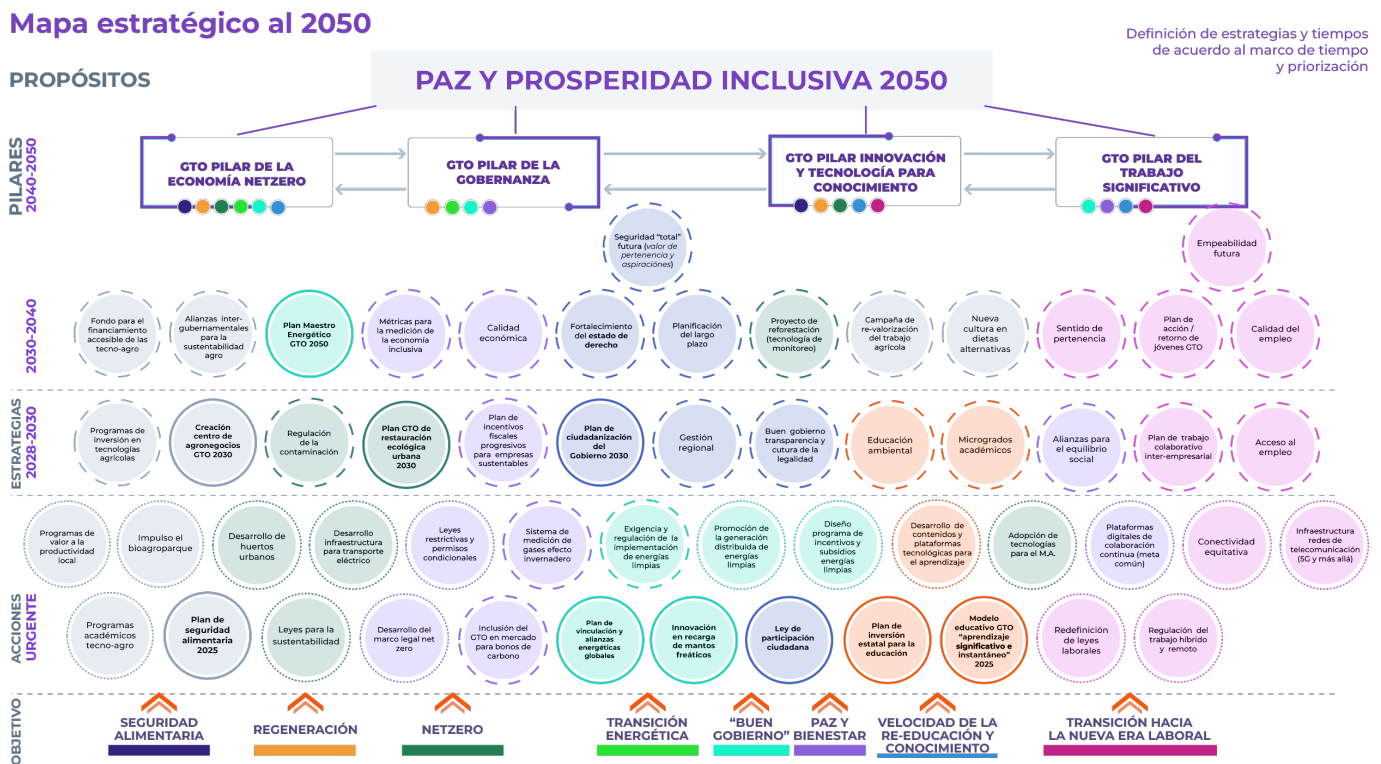 Mapa estratégico al 2050
Definición de estrategias y tiempos
de acuerdo al marco de tiempo
y priorización
PROPÓSITOS
PAZ Y PROSPERIDAD INCLUSIVA 2050
PILARES
2040-2050
GTO PILAR DE LA
ECONOMÍA NETZERO
GTO PILAR DE LA
GOBERNANZA
GTO PILAR INNOVACIÓN
Y TECNOLOGÍA PARA
CONOCIMIENTO
GTO PILAR DEL
TRABAJO
SIGNIFICATIVO
Seguridad “total”
futura (valor de
pertenencia y
aspiraciónes)
Empeabilidad
futura
2030-2040
Fondo para el
financiamiento
accesible de las
tecno-agro
Alianzas inter-
gubernamentales
para la
sustentabilidad
agro
Plan Maestro
Energético
GTO 2050
Métricas para
la medición de
la economía
inclusiva
Calidad
económica
Fortalecimiento
del estado de
derecho
Planificación
del largo
plazo
Proyecto de
reforestación
(tecnología de
monitoreo)
Campaña de
re-valorización
del trabajo
agrícola
Nueva
cultura en
dietas
alternativas
Sentido de
pertenencia
Plan de
acción /
retorno de
jóvenes GTO
Calidad del
empleo
ESTRATEGIAS
2028-2030
Programas de
inversión en
tecnologías
agrícolas
Creación
centro de
agronegocios
GTO 2030
Regulación
de la
contaminación
Plan GTO de
restauración
ecológica
urbana
2030
Plan de
incentivos
fiscales
progresivos
para empresas
sustentables
Plan de
ciudadanización
del
Gobierno 2030
Gestión
regional
Buen gobierno
transparencia y
cutura de la
legalidad
Educación
ambiental
Microgrados
académicos
Alianzas para
el equilibrio
social
Plan de trabajo
colaborativo
inter-empresarial
Acceso al
empleo
Programas de
valor a la
productividad
local
Impulso el
bioagroparque
Desarrollo de
huertos
urbanos
Desarrollo
infraestructura
para transporte
eléctrico
Leyes
restrictivas y
permisos
condicionales
Sistema de
medición de
gases efecto
invernadero
Exigencia y
regulación de la
implementación
de energías
limpias
Promoción de
la generación
distribuida de
energías
limpias
Diseño
programa de
incentivos y
subsidios
energías
limpias
Desarrollo de
contenidos y
plataformas
tecnológicas para
el aprendizaje
Adopción de
tecnologías
para el M.A.
Plataformas
digitales de
colaboración
continua (meta
común)
Conectividad
equitativa
Infraestructura
redes de
telecomunicación
(5G y más allá)
ACCIONES
URGENTE
Programas
académicos
tecno-agro
Plan de
seguridad
alimentaria
2025
Leyes para la
sustentabilidad
Desarrollo del
marco legal net
zero
Inclusión del
GTO en mercado
para bonos de
carbono
Plan de
vinculación y
alianzas
energéticas
globales
Innovación
en recarga
de mantos
freáticos
Ley de
participación
ciudadana
Plan de
inversión
estatal para la
educación
Modelo
educativo GTO
“aprendizaje
significativo e
instantáneo”
2025
Redefinición
de leyes
laborales
Regulación del
trabajo híbrido
y remoto
OBJETIVO
SEGURIDAD
ALIMENTARIA
REGENERACIÓN
NETZERO
TRANSICIÓN
ENERGÉTICA
“BUEN
GOBIERNO”
PAZ Y
BIENESTAR
VELOCIDAD DE LA
RE-EDUCACIÓN Y
CONOCIMIENTO
TRANSICIÓN HACIA
LA NUEVA ERA LABORAL